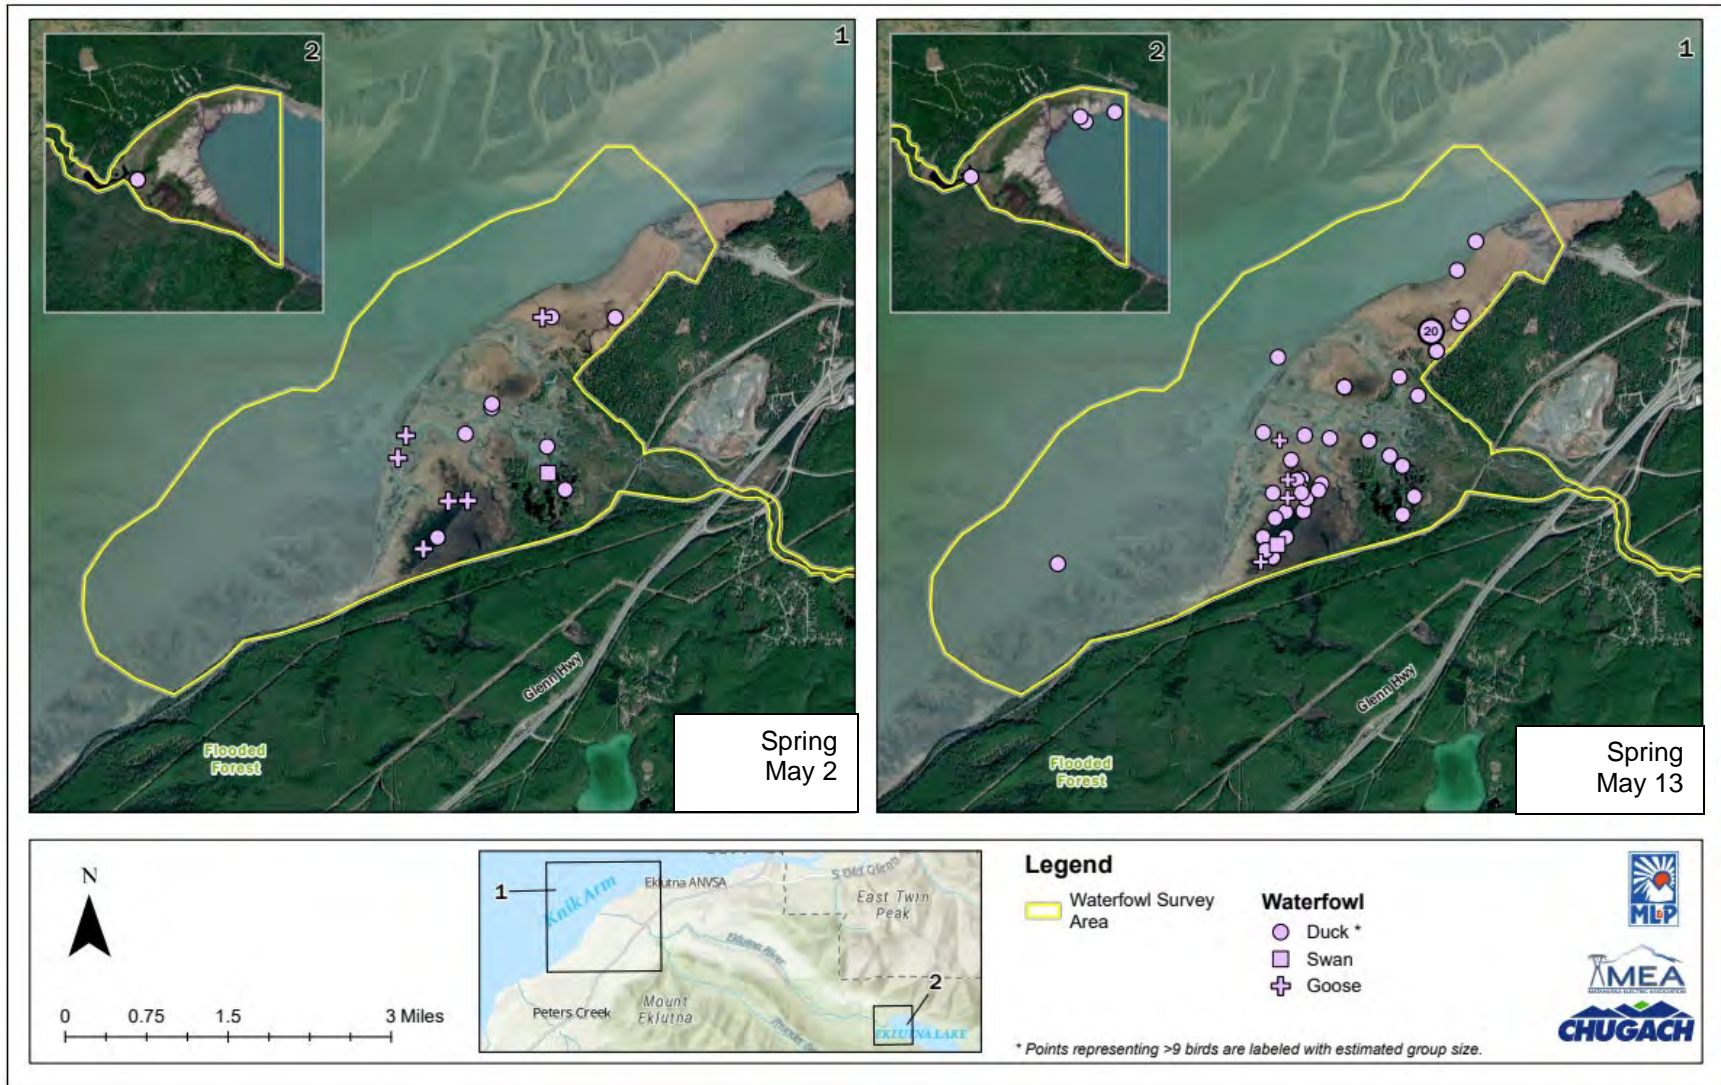 2
1
Glenn Hwy
Flooded
Forest
Spring
May 2
2
1
20
Glenn Hwy
Flooded
Forest
Spring
May 13
N
0
0.75
1.5
3 Miles
1
Knik Arm
Eklutna ANVSA
East Twin
Peak
Eklutna River
2
Mount
Eklutna
Peters Creek
EKLUTNA LAKE
Legend
Waterfowl Survey
Area
Waterfowl
Duck *
Swan
Goose
* Points representing >9 birds are labeled with estimated group size.
ML&P
MEA
CHUGACH